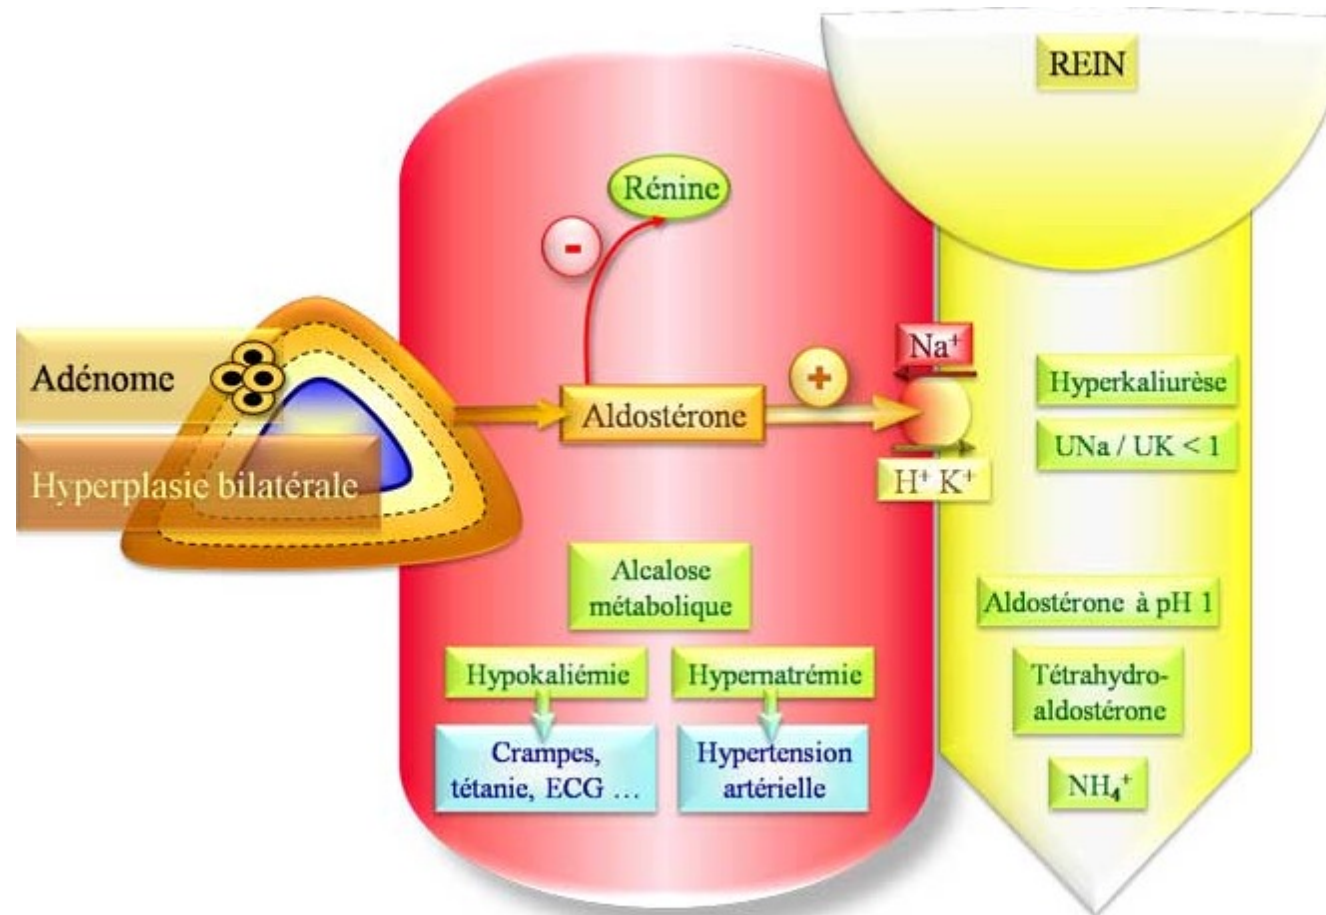 REIN
Rénine
-
Na⁺
Adénome
+
Hyperkaliurèse
Aldostérone
UNa / UK < 1
Hyperplasie bilatérale
H⁺ K⁺
Alcalose
métabolique
Aldostérone à pH 1
Hypokaliémie
Hypernatrémie
Tétrahydro-
aldostérone
Crampes,
tétanie, ECG ...
Hypertension
artérielle
NH₄⁺